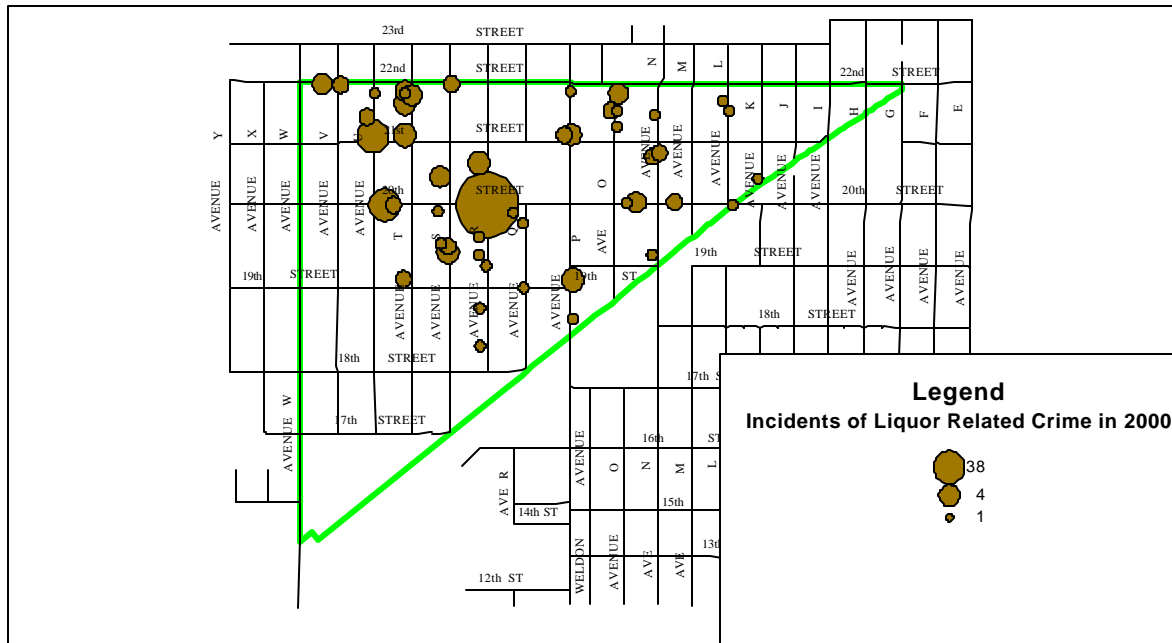 23rd STREET
22nd STREET
22nd STREET
N M L
K J I H G F E
Y X W V U
21st STREET
AVENUE AVENUE AVENUE AVENUE AVENUE
AVENUE AVENUE AVENUE AVENUE AVENUE AVENUE
20th STREET
20th STREET
T S R Q P
AVE O
19th STREET
19th STREET
19th ST
AVENUE AVENUE AVENUE AVENUE AVENUE
AVENUE AVENUE AVENUE AVENUE
18th STREET
18th STREET
17th S
17th STREET
AVENUE W
16th ST
AVE R
AVENUE
O N M L
15th
14th ST
13th
12th ST
WELDON
AVENUE
AVE
AVE
Legend
Incidents of Liquor Related Crime in 2000
38
4
1